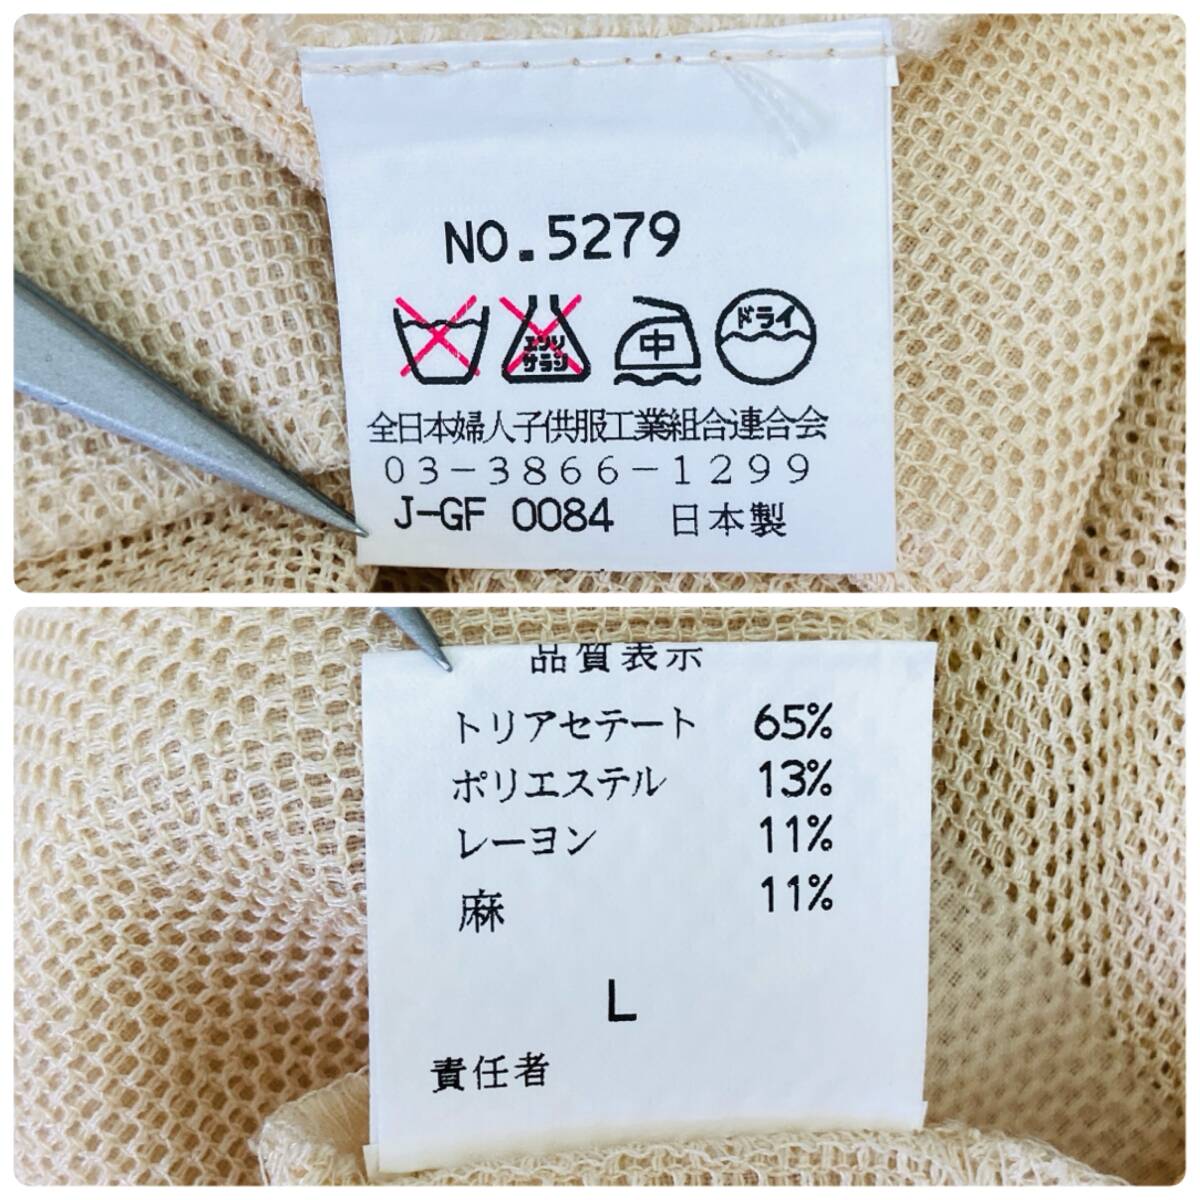 NO.5279
エンソ
サラシ
中
ドライ
全日本婦人子供服工業組合連合会
03-3866-1299
J-GF 0084 日本製
品質表示
トリアセテート 65%
ポリエステル 13%
レーヨン 11%
麻 11%
L
責任者